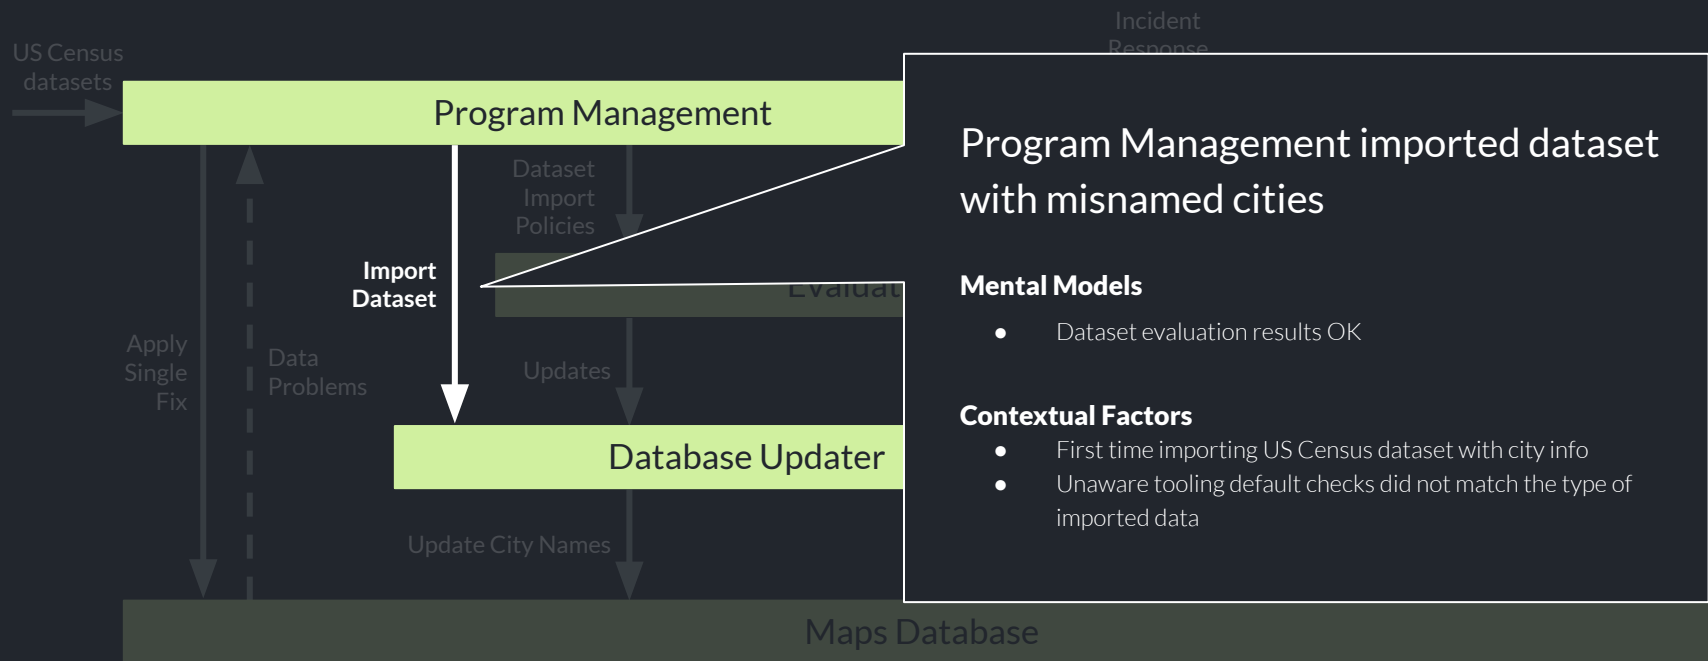 Incident
Response
US Census
datasets
Program Management
Dataset
Import
Policies
Import
Dataset
Apply
Single
Fix
Data
Problems
Updates
Database Updater
Update City Names
Maps Database
Program Management imported dataset
with misnamed cities
Mental Models
● Dataset evaluation results OK
Contextual Factors
● First time importing US Census dataset with city info
● Unaware tooling default checks did not match the type of
imported data